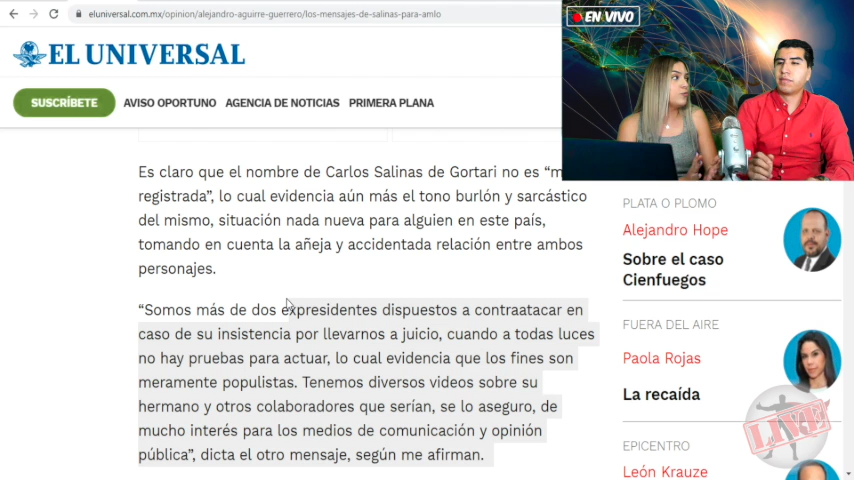 eluniversal.com.mx/opinion/alejandro-aguirre-guerrero/los-mensajes-de-salinas-para-amlo
EN VIVO
EL UNIVERSAL
SUSCRÍBETE AVISO OPORTUNO AGENCIA DE NOTICIAS PRIMERA PLANA
Es claro que el nombre de Carlos Salinas de Gortari no es
registrada”, lo cual evidencia aún más el tono burlón y sarcástico
del mismo, situación nada nueva para alguien en este país,
tomando en cuenta la añeja y accidentada relación entre ambos
personajes.
“Somos más de dos expresidentes dispuestos a contraatacar en
caso de su insistencia por llevarnos a juicio, cuando a todas luces
no hay pruebas para actuar, lo cual evidencia que los fines son
meramente populistas. Tenemos diversos videos sobre su
hermano y otros colaboradores que serían, se lo aseguro, de
mucho interés para los medios de comunicación y opinión
pública”, dicta el otro mensaje, según me afirman.
PLATA O PLOMO
Alejandro Hope
Sobre el caso
Cienfuegos
FUERA DEL AIRE
Paola Rojas
La recaída
LIVE
EPICENTRO
León Krauze